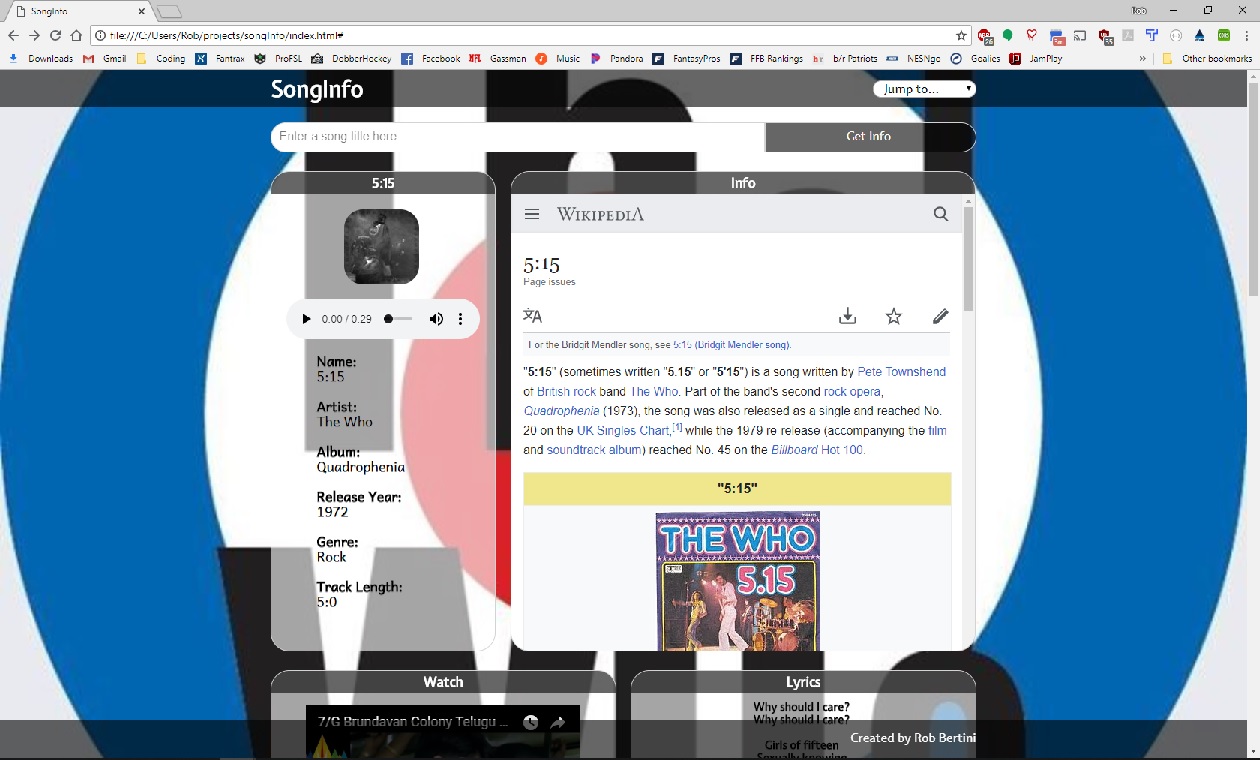 SongInfo
Rob
file:///C:/Users/Rob/projects/songInfo/index.html#
Downloads Gmail Coding Fantrax ProFSL DobberHockey Facebook Gassman Music Pandora FantasyPros FFB Rankings b/r Patriots NESNgo Goalies JamPlay » Other bookmarks
SongInfo
Jump to...
Enter a song title here
Get Info
5:15
Info
WIKIPEDIA
5:15
Page issues
0:00 / 0:29
For the Bridgit Mendler song, see 5:15 (Bridgit Mendler song).
"5:15" (sometimes written "5.15" or "5'15") is a song written by Pete Townshend
of British rock band The Who. Part of the band's second rock opera,
Quadrophenia (1973), the song was also released as a single and reached No.
20 on the UK Singles Chart,[1] while the 1979 re-release (accompanying the film
and soundtrack album) reached No. 45 on the Billboard Hot 100.
"5:15"
THE WHO
5.15
Name:
5:15
Artist:
The Who
Album:
Quadrophenia
Release Year:
1972
Genre:
Rock
Track Length:
5:0
Watch
Lyrics
7/G Brundavan Colony Telugu ...
Why should I care?
Why should I care?
Girls of fifteen
Sexually knowing
Created by Rob Bertini